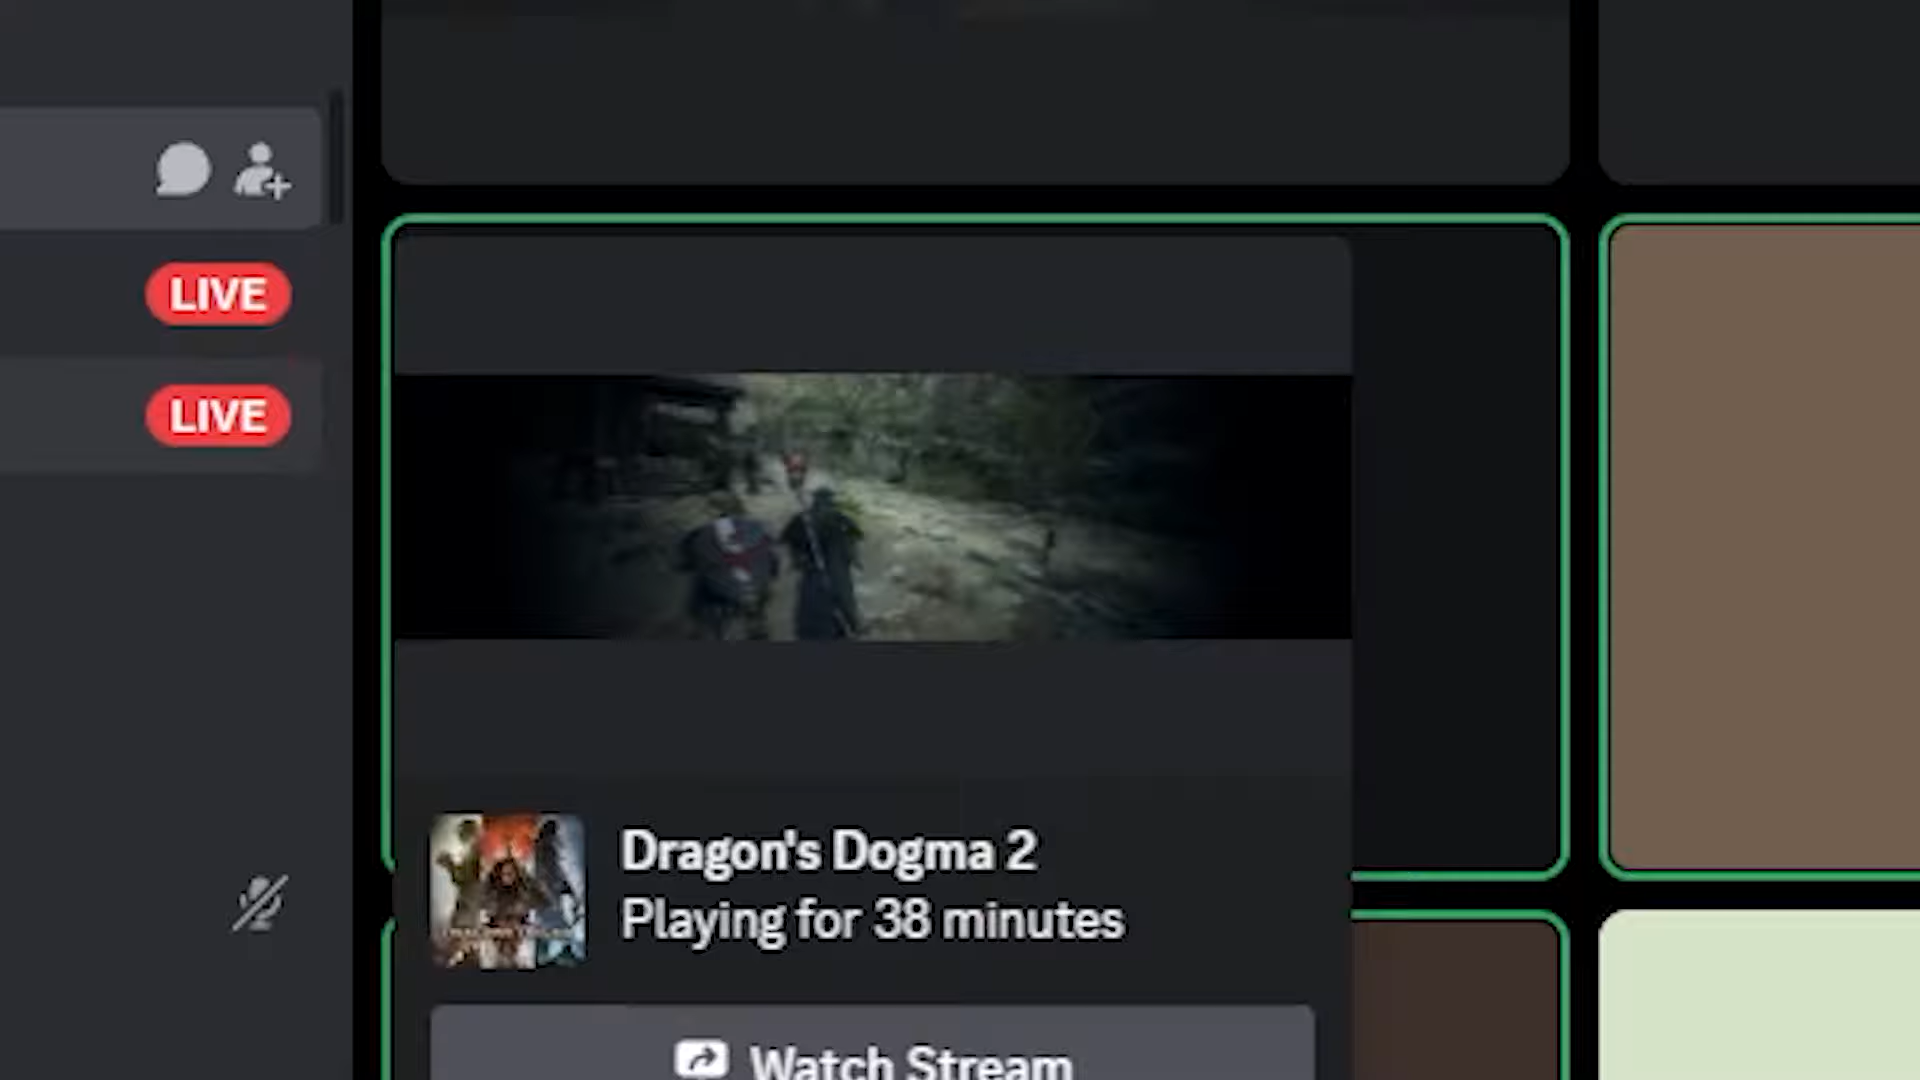 LIVE
LIVE
Dragon's Dogma 2
Playing for 38 minutes
Watch Stream